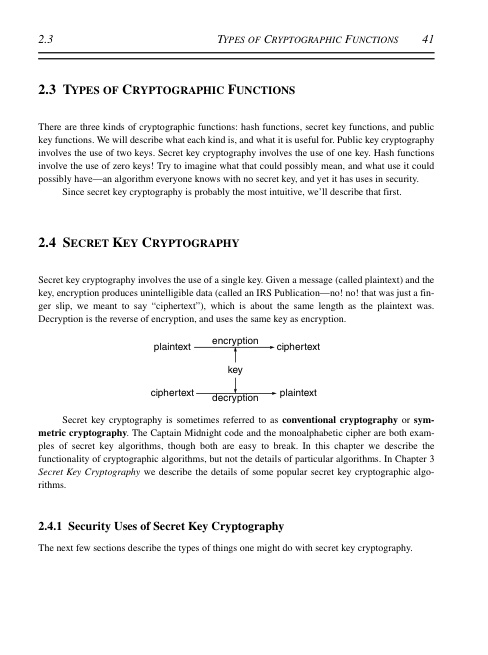 2.3 TYPES OF CRYPTOGRAPHIC FUNCTIONS 41
2.3 TYPES OF CRYPTOGRAPHIC FUNCTIONS
There are three kinds of cryptographic functions: hash functions, secret key functions, and public
key functions. We will describe what each kind is, and what it is useful for. Public key cryptography
involves the use of two keys. Secret key cryptography involves the use of one key. Hash functions
involve the use of zero keys! Try to imagine what that could possibly mean, and what use it could
possibly have—an algorithm everyone knows with no secret key, and yet it has uses in security.
Since secret key cryptography is probably the most intuitive, we'll describe that first.
2.4 SECRET KEY CRYPTOGRAPHY
Secret key cryptography involves the use of a single key. Given a message (called plaintext) and the
key, encryption produces unintelligible data (called an IRS Publication—no! no! that was just a fin-
ger slip, we meant to say “ciphertext”), which is about the same length as the plaintext was.
Decryption is the reverse of encryption, and uses the same key as encryption.
plaintext encryption ciphertext
key
ciphertext decryption plaintext
Secret key cryptography is sometimes referred to as conventional cryptography or sym-
metric cryptography. The Captain Midnight code and the monoalphabetic cipher are both exam-
ples of secret key algorithms, though both are easy to break. In this chapter we describe the
functionality of cryptographic algorithms, but not the details of particular algorithms. In Chapter 3
Secret Key Cryptography we describe the details of some popular secret key cryptographic algo-
rithms.
2.4.1 Security Uses of Secret Key Cryptography
The next few sections describe the types of things one might do with secret key cryptography.